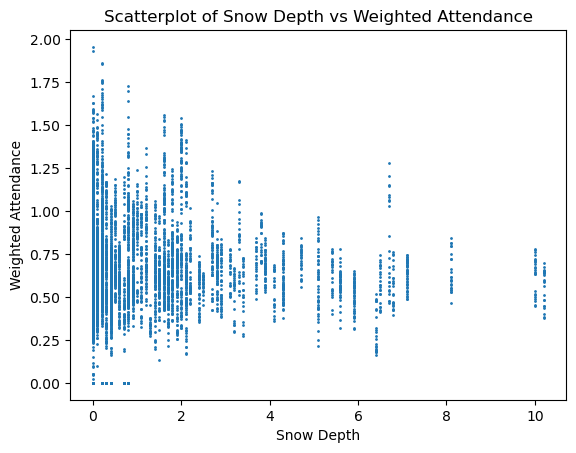 Scatterplot of Snow Depth vs Weighted Attendance
2.00
1.75
1.50
1.25
1.00
0.75
0.50
0.25
0.00
Weighted Attendance
0 2 4 6 8 10
Snow Depth